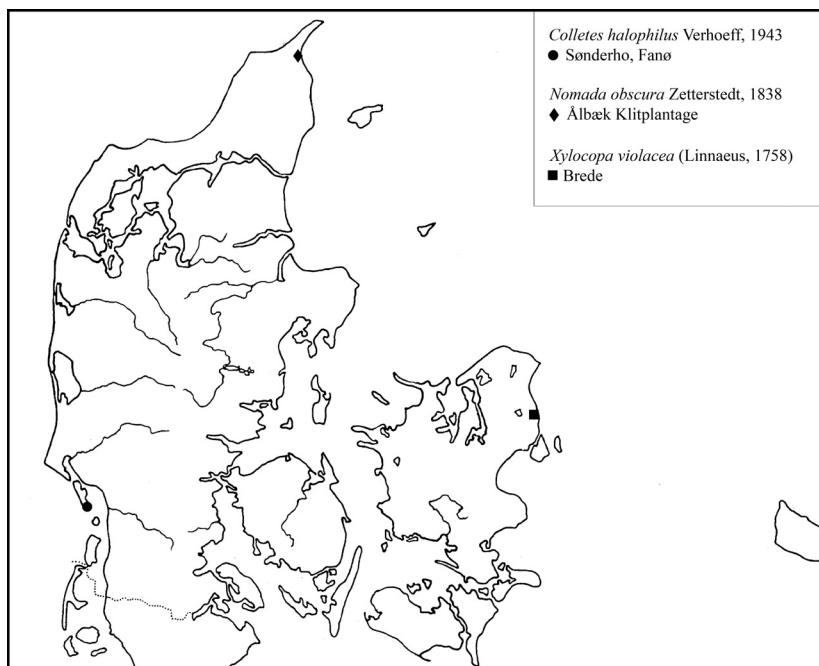 Colletes halophilus Verhoeff, 1943
Sønderho, Fanø
Nomada obscura Zetterstedt, 1838
Ålbæk Klitplantage
Xylocopa violacea (Linnaeus, 1758)
Brede